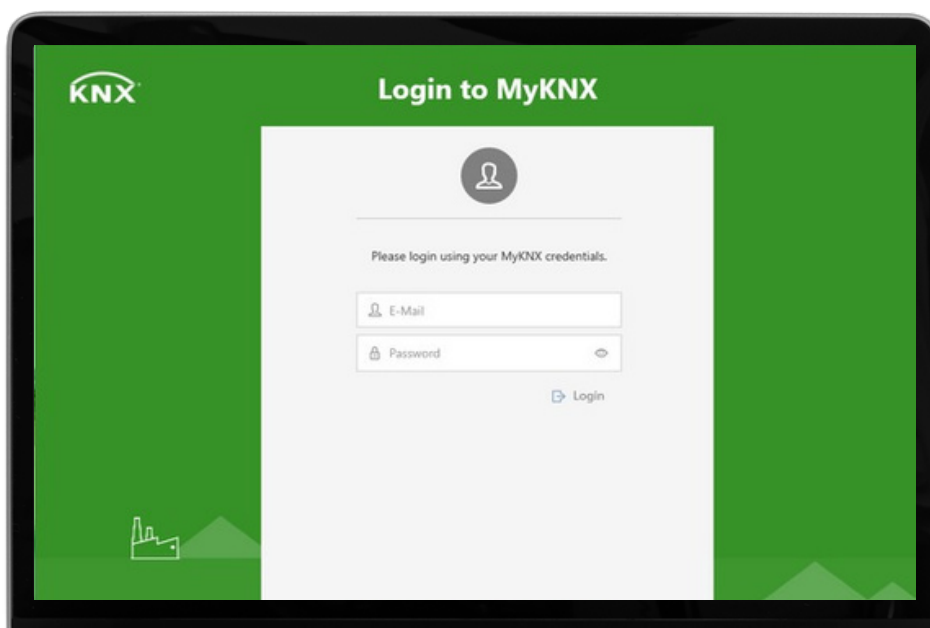 KNX
Login to MyKNX
Please login using your MyKNX credentials.
E-Mail
Password
Login